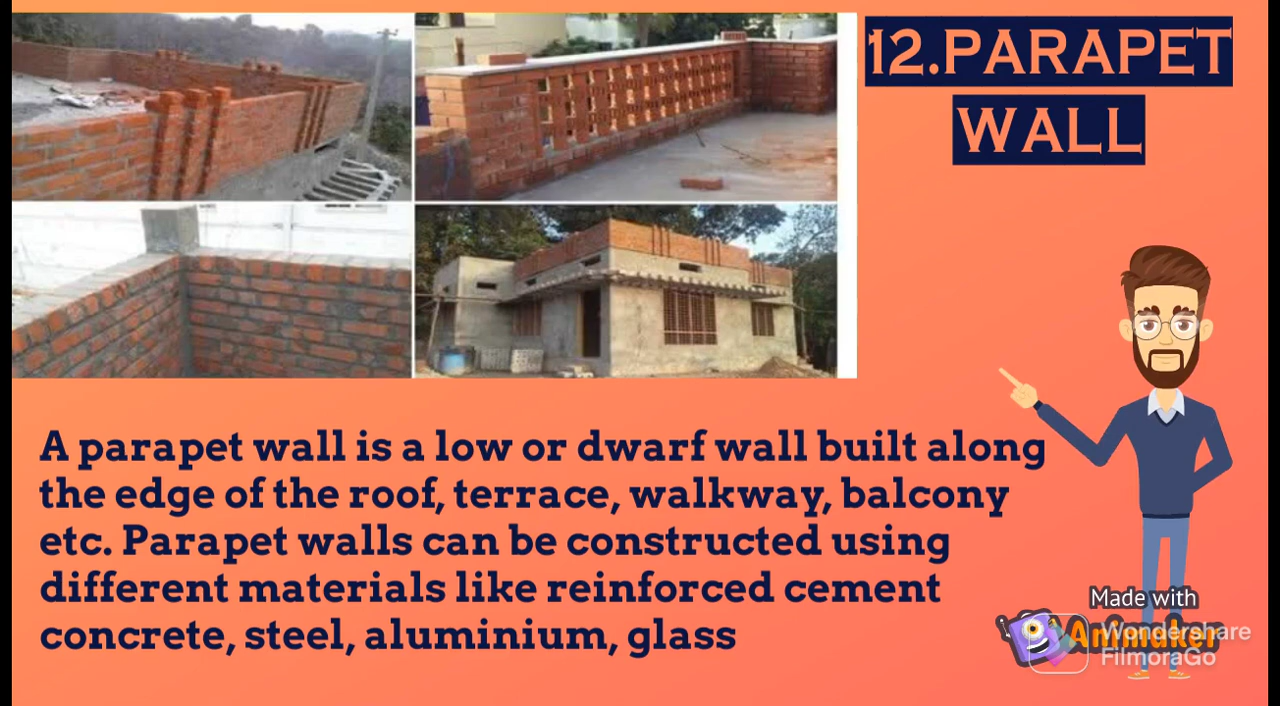 12.PARAPET
WALL
A parapet wall is a low or dwarf wall built along
the edge of the roof, terrace, walkway, balcony
etc. Parapet walls can be constructed using
different materials like reinforced cement
concrete, steel, aluminium, glass
Made with
Animaker
Wondershare
FilmoraGo